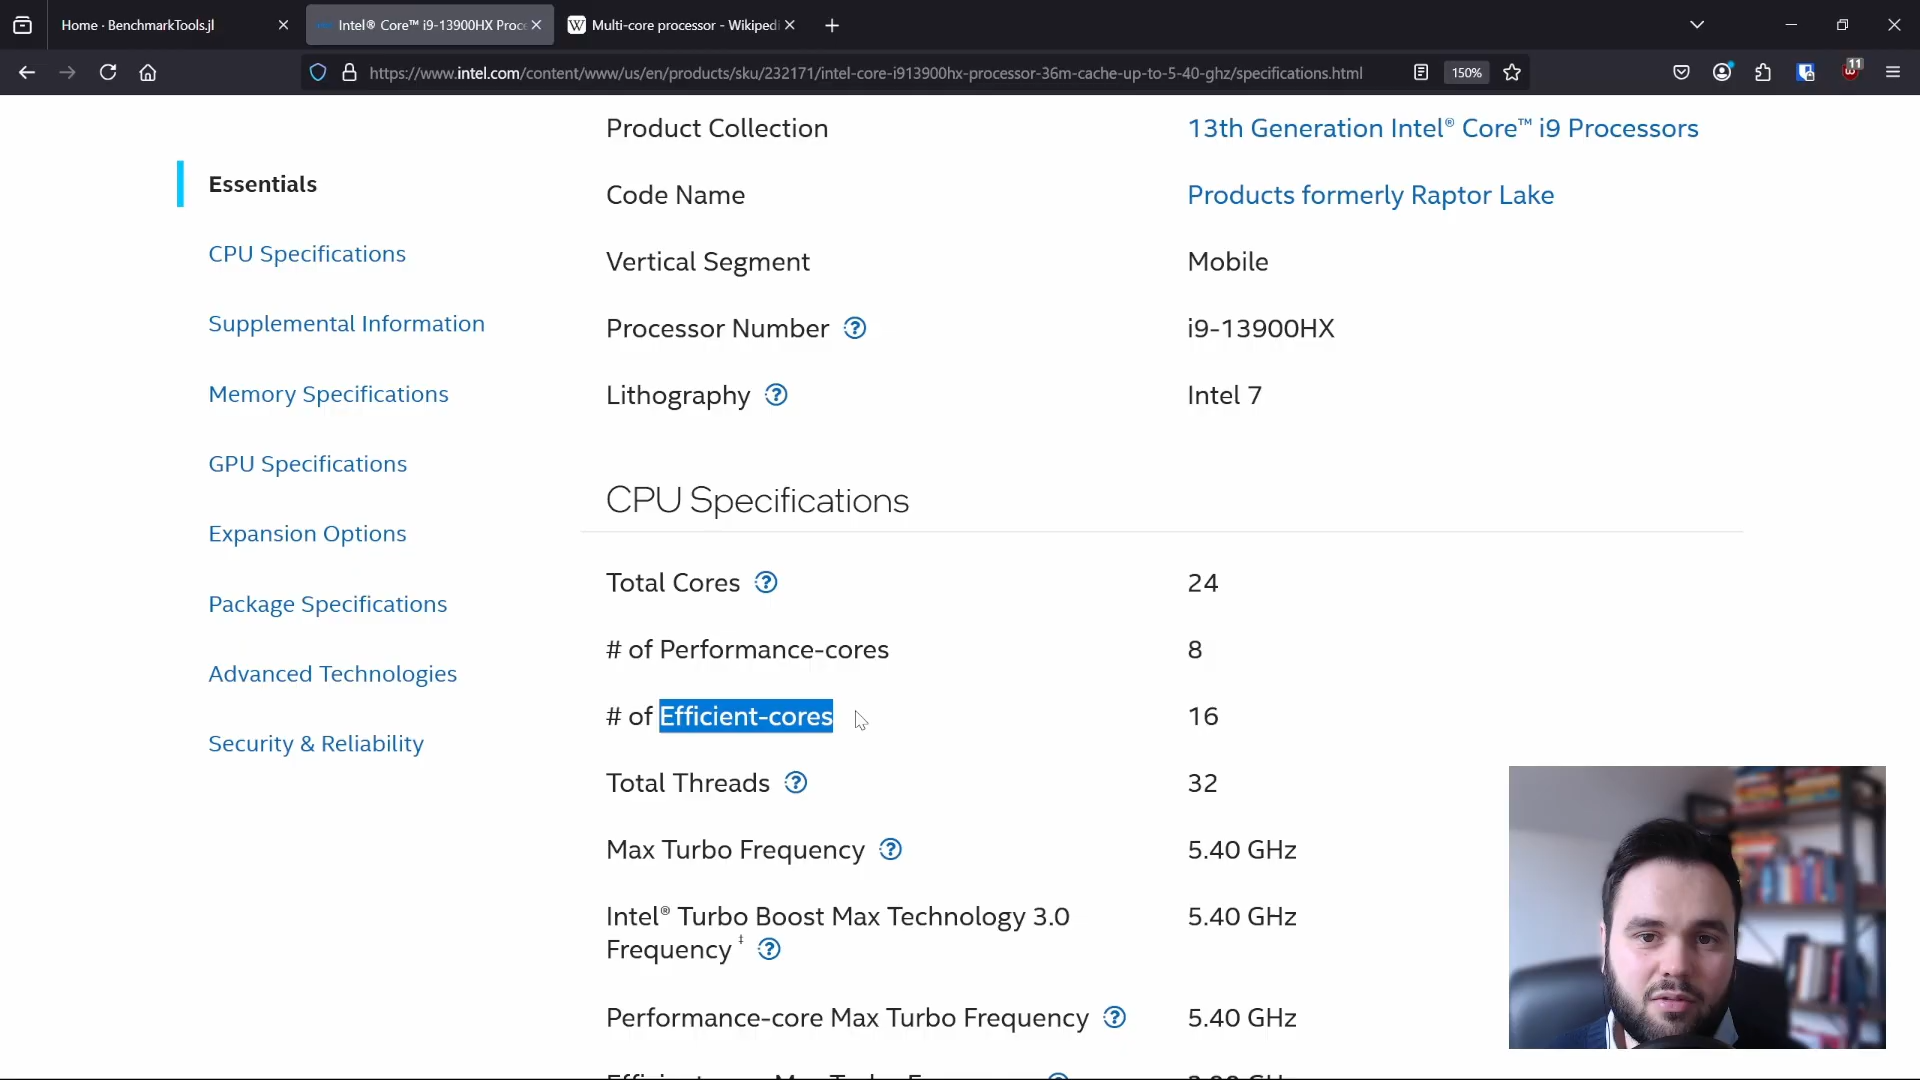 Home · BenchmarkTools.jl
Intel® Core™ i9-13900HX Proce
W Multi-core processor - Wikipedi
https://www.intel.com/content/www/us/en/products/sku/232171/intel-core-i913900hx-processor-36m-cache-up-to-5-40-ghz/specifications.html
150%
11
Essentials
CPU Specifications
Supplemental Information
Memory Specifications
GPU Specifications
Expansion Options
Package Specifications
Advanced Technologies
Security & Reliability
Product Collection 13th Generation Intel® Core™ i9 Processors
Code Name Products formerly Raptor Lake
Vertical Segment Mobile
Processor Number ? i9-13900HX
Lithography ? Intel 7
CPU Specifications
Total Cores ? 24
# of Performance-cores 8
# of Efficient-cores 16
Total Threads ? 32
Max Turbo Frequency ? 5.40 GHz
Intel® Turbo Boost Max Technology 3.0 5.40 GHz
Frequency ‡ ?
Performance-core Max Turbo Frequency ? 5.40 GHz